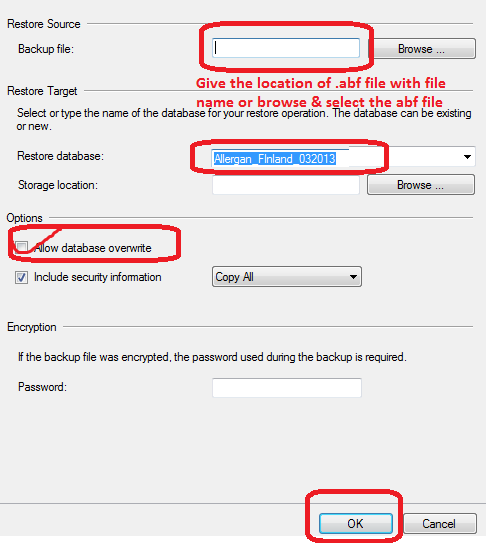 Restore Source
Backup file:
Browse ...
Give the location of .abf file with file
name or browse & select the abf file
Restore Target
Select or type the name of the database for your restore operation. The database can be existing
or new.
Restore database:
Allergan_FInland_032013
Storage location:
Browse ...
Options
Allow database overwrite
Include security information
Copy All
Encryption
If the backup file was encrypted, the password used during the backup is required.
Password:
OK
Cancel